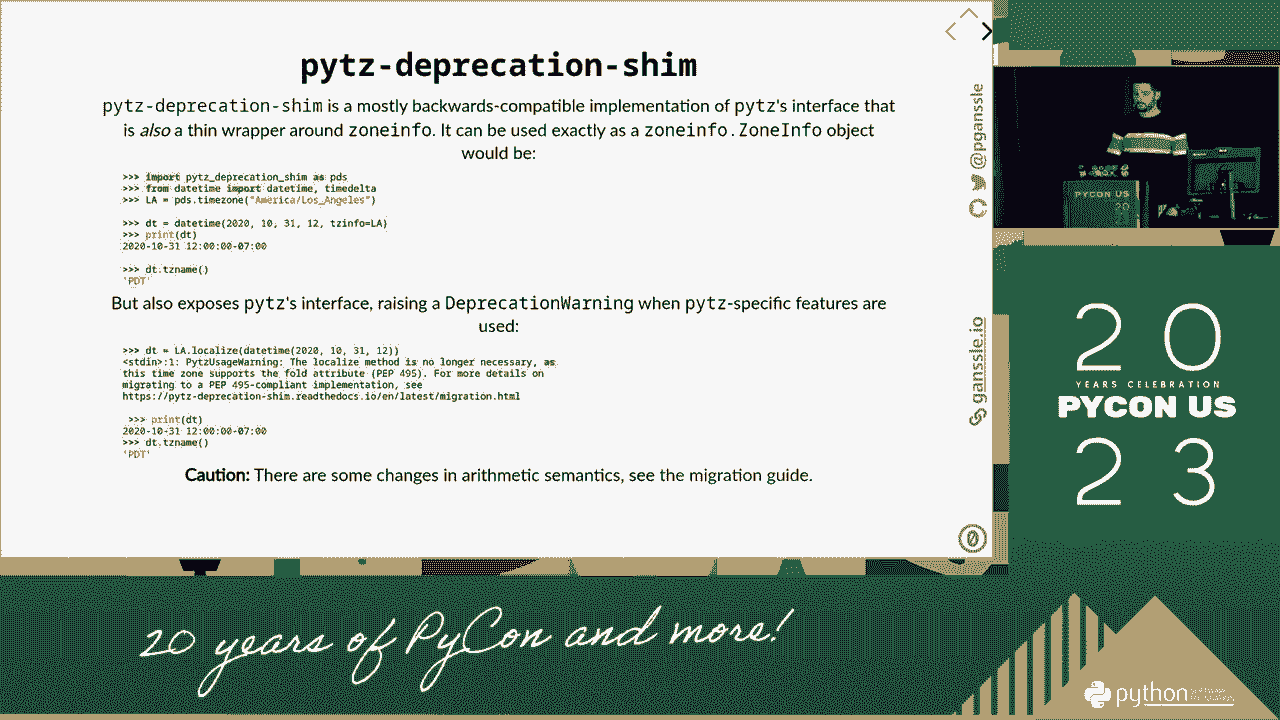 pytz-deprecation-shim
pytz-deprecation-shim is a mostly backwards-compatible implementation of pytz's interface that
is also a thin wrapper around zoneinfo. It can be used exactly as a zoneinfo.ZoneInfo object
would be:
>>> import pytz_deprecation_shim as pds
>>> from datetime import datetime, timedelta
>>> LA = pds.timezone("America/Los_Angeles")
>>> dt = datetime(2020, 10, 31, 12, tzinfo=LA)
>>> print(dt)
2020-10-31 12:00:00-07:00
>>> dt.tzname()
'PDT'
But also exposes pytz's interface, raising a DeprecationWarning when pytz-specific features are
used:
>>> dt = LA.localize(datetime(2020, 10, 31, 12))
<stdin>:1: PytzUsageWarning: The localize method is no longer necessary, as
this time zone supports the fold attribute (PEP 495). For more details on
migrating to a PEP 495-compliant implementation, see
https://pytz-deprecation-shim.readthedocs.io/en/latest/migration.html
>>> print(dt)
2020-10-31 12:00:00-07:00
>>> dt.tzname()
'PDT'
Caution: There are some changes in arithmetic semantics, see the migration guide.
@pganssle
ganssle.io
PYCON US
20
20
YEARS CELEBRATION
PYCON US
23
20 years of PyCon and more!
python